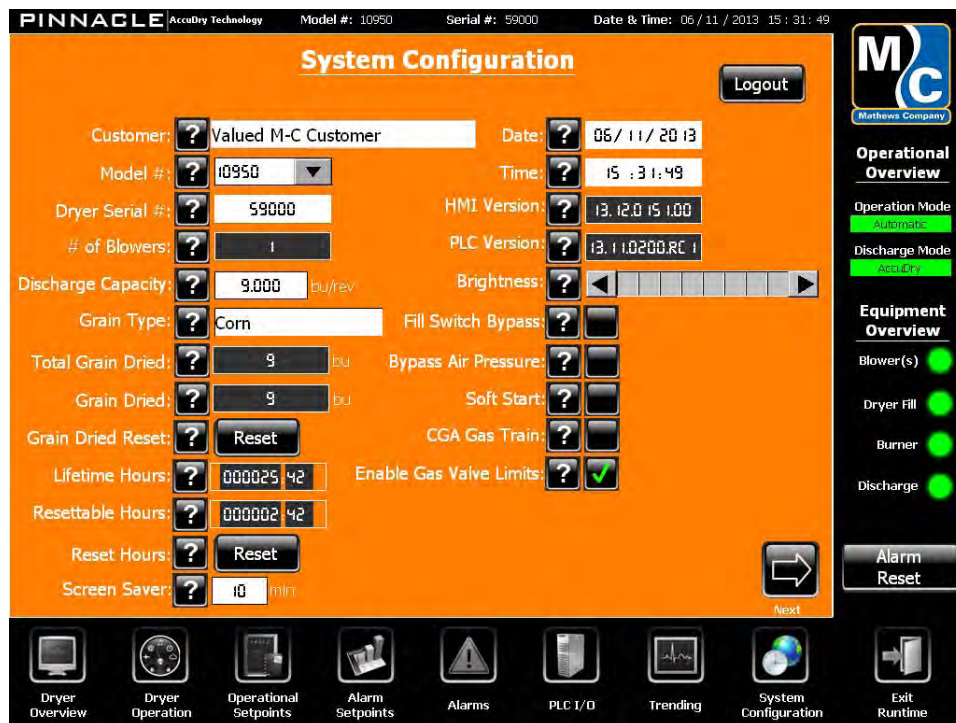 PINNACLE AccuDry Technology Model #: 10950 Serial #: 59000 Date & Time: 06 / 11 / 2013 15 : 31 : 49
System Configuration
Logout
Customer: ? Valued M-C Customer
Model #: ? 10950
Dryer Serial #: ? 59000
# of Blowers: ? 1
Discharge Capacity: ? 9.000 bu/rev
Grain Type: ? Corn
Total Grain Dried: ? 9 bu
Grain Dried: ? 9 bu
Grain Dried Reset: ? Reset
Lifetime Hours: ? 000025:42
Resettable Hours: ? 000002:42
Reset Hours: ? Reset
Screen Saver: ? 10 min
Date: ? 06/ 11/ 2013
Time: ? 15 :31:49
HMI Version: ? 13.12.0151.00
PLC Version: ? 13.11.0200.RC1
Brightness: ?
Fill Switch Bypass: ?
Bypass Air Pressure: ?
Soft Start: ?
CGA Gas Train: ?
Enable Gas Valve Limits: ? ✓
Next
MC
Mathews Company
Operational
Overview
Operation Mode
Automatic
Discharge Mode
AccuDry
Equipment
Overview
Blower(s)
Dryer Fill
Burner
Discharge
Alarm
Reset
Dryer
Overview
Dryer
Operation
Operational
Setpoints
Alarm
Setpoints
Alarms
PLC I/O
Trending
System
Configuration
Exit
Runtime